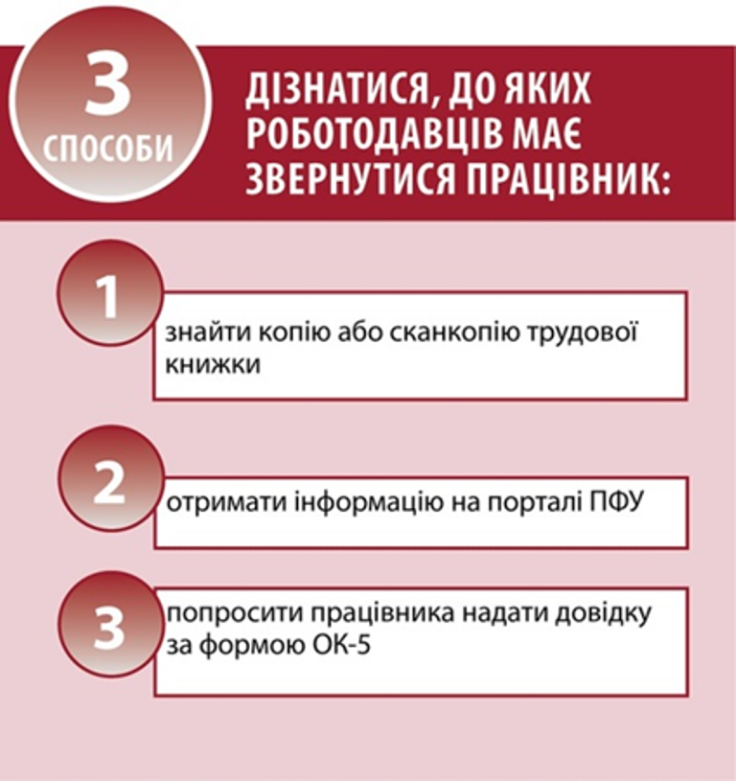 3
СПОСОБИ
ДІЗНАТИСЯ, ДО ЯКИХ
РОБОТОДАВЦІВ МАЄ
ЗВЕРНУТИСЯ ПРАЦІВНИК:
1
знайти копію або сканкопію трудової
книжки
2
отримати інформацію на порталі ПФУ
3
попросити працівника надати довідку
за формою ОК-5